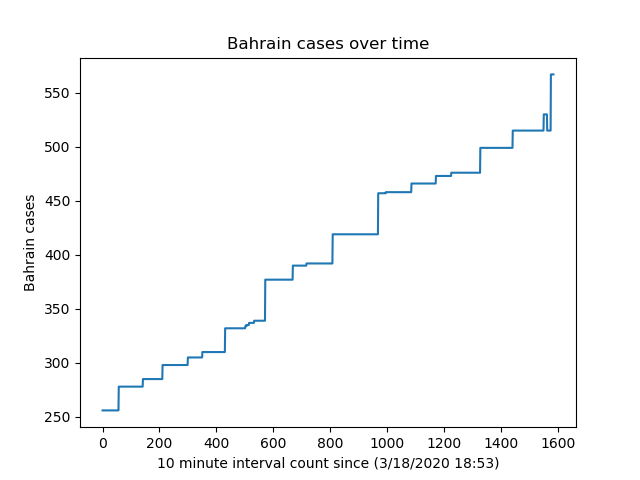 Bahrain cases over time
550
500
450
400
350
300
250
Bahrain cases
0 200 400 600 800 1000 1200 1400 1600
10 minute interval count since (3/18/2020 18:53)